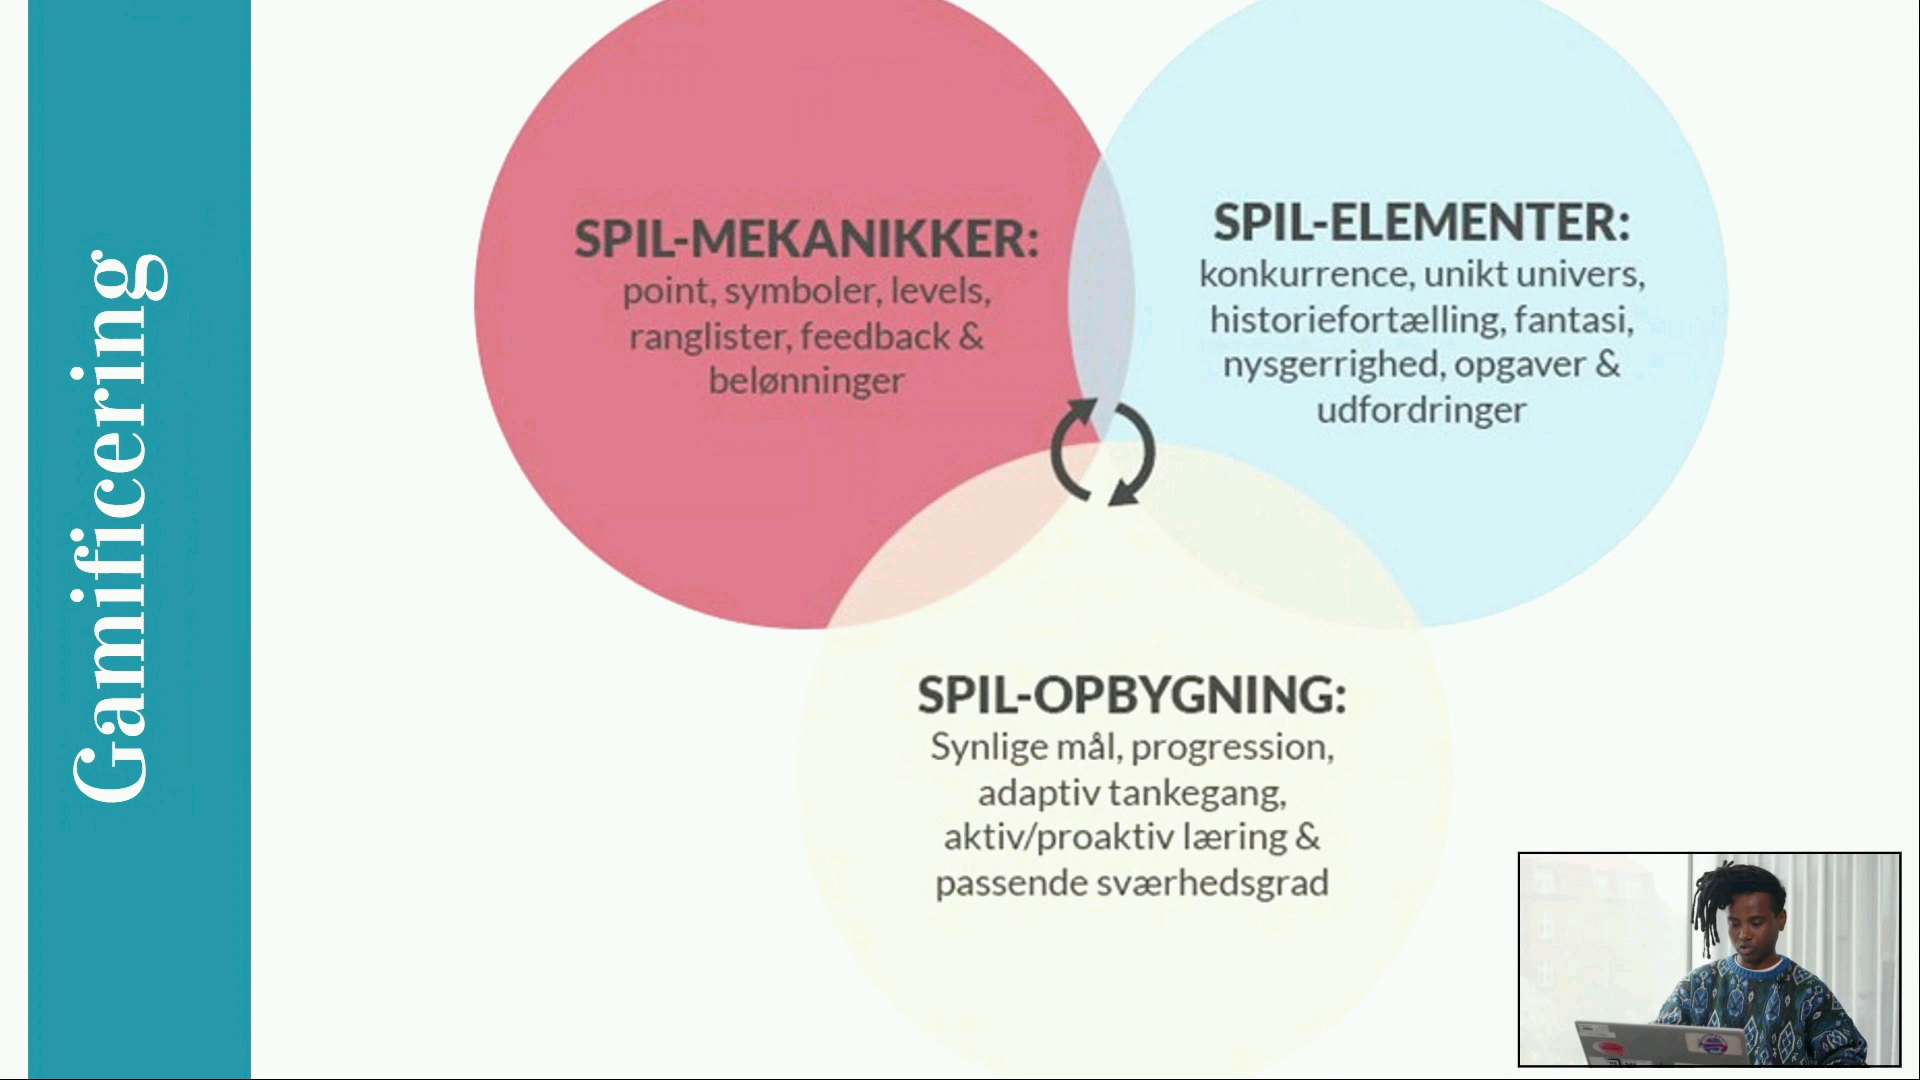 Gamificering
SPIL-MEKANIKKER:
point, symboler, levels,
ranglister, feedback &
belønninger
SPIL-ELEMENTER:
konkurrence, unikt univers,
historiefortælling, fantasi,
nysgerrighed, opgaver &
udfordringer
SPIL-OPBYGNING:
Synlige mål, progression,
adaptiv tankegang,
aktiv/proaktiv læring &
passende sværhedsgrad